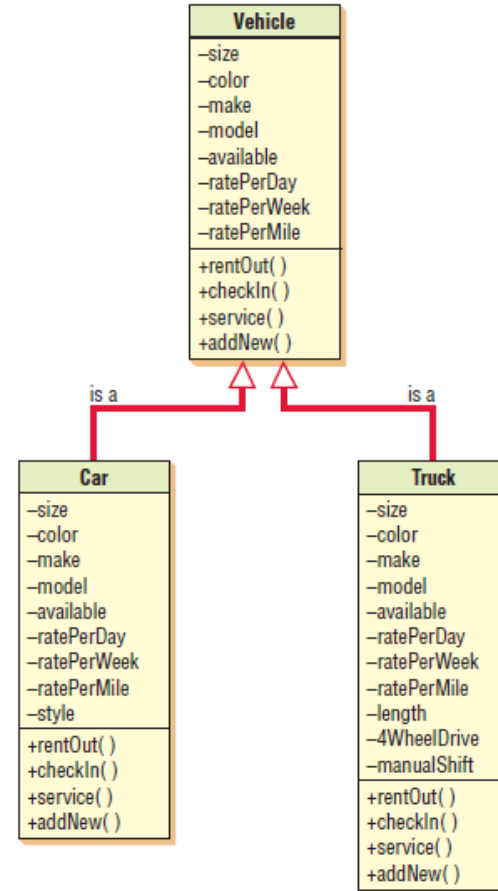 Vehicle
–size
–color
–make
–model
–available
–ratePerDay
–ratePerWeek
–ratePerMile
+rentOut( )
+checkIn( )
+service( )
+addNew( )
is a
is a
Car
–size
–color
–make
–model
–available
–ratePerDay
–ratePerWeek
–ratePerMile
–style
+rentOut( )
+checkIn( )
+service( )
+addNew( )
Truck
–size
–color
–make
–model
–available
–ratePerDay
–ratePerWeek
–ratePerMile
–length
–4WheelDrive
–manualShift
+rentOut( )
+checkIn( )
+service( )
+addNew( )